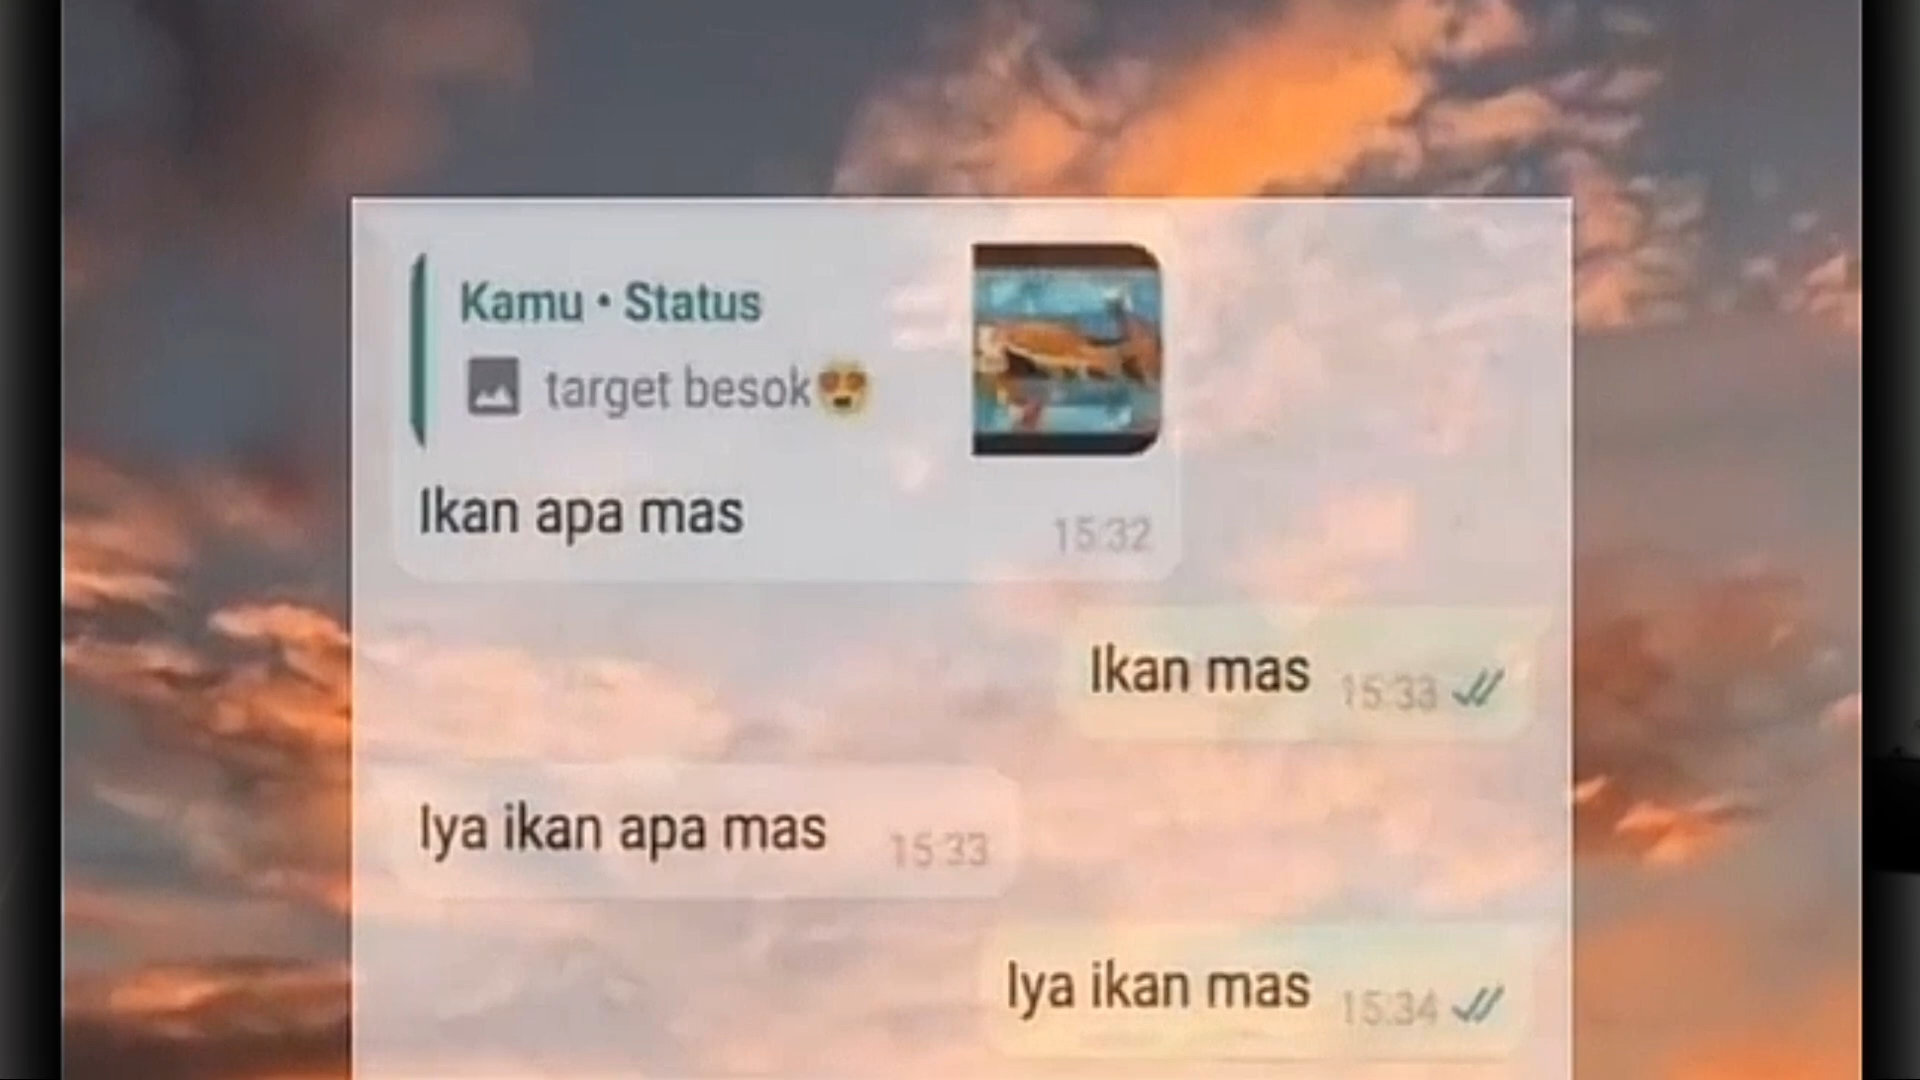 Kamu • Status
target besok😍
Ikan apa mas
15:32
Ikan mas 15:33
Iya ikan apa mas 15:33
Iya ikan mas 15:34